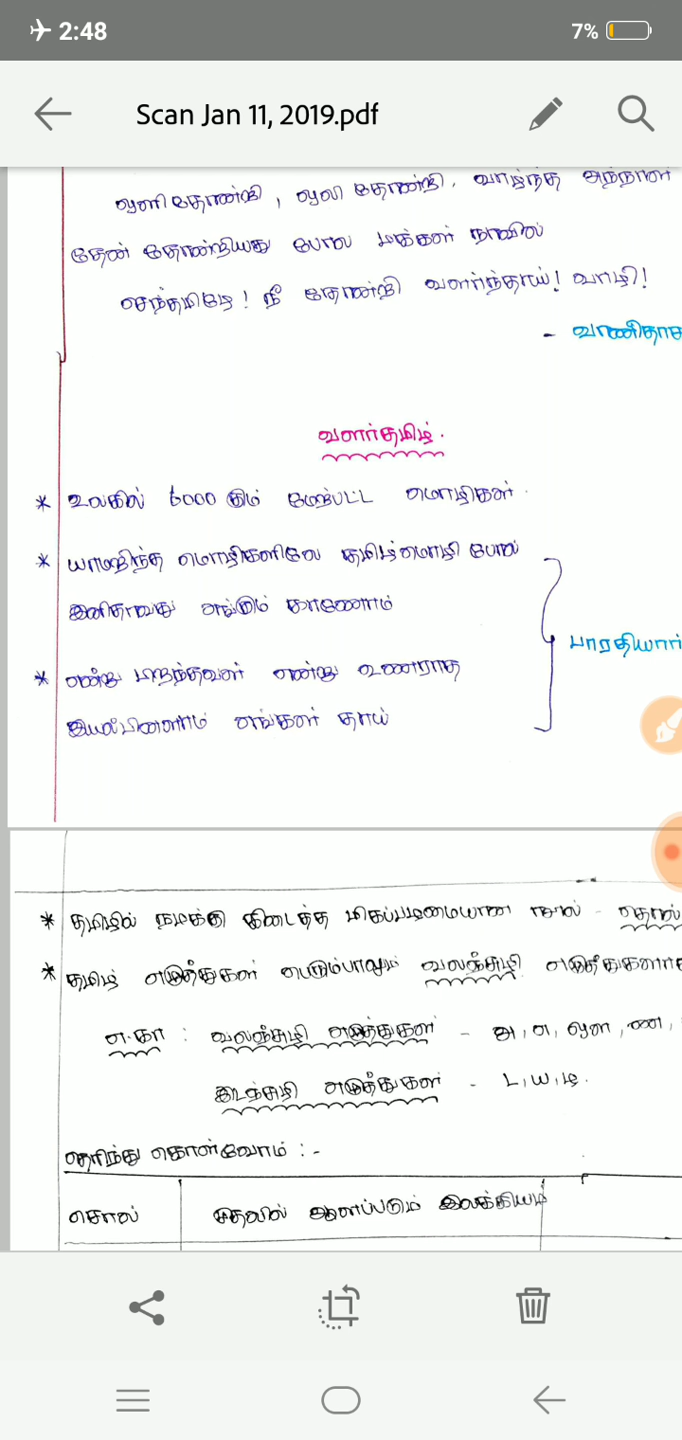 2:48 7%
Scan Jan 11, 2019.pdf
ஒளி தோன்றி, ஒலி தோன்றி, வாழ்ந்த அந்நாள்
தேன் தோன்றியது போல மக்கள் நாவில்
செந்தமிழே! நீ தோன்றி வளர்ந்தாய்! வாழி!
- வாணிதாச
வளர்தமிழ்.
* உலகில் 6000 கும் மேற்பட்ட மொழிகள்.
* யாமறிந்த மொழிகளிலே தமிழ்மொழி போல்
இனிதாவது எங்கும் காணோம்
பாரதியார்
* என்று பிறந்தவள் என்று உணராத
இயல்பினளாம் எங்கள் தாய்
* தமிழில் நமக்கு கிடைத்த மிகப்பழமையான நூல் - தொல்
* தமிழ் எழுத்துகள் பெரும்பாலும் வலஞ்சுழி எழுத்துகளாக
எ.கா : வலஞ்சுழி எழுத்துகள் - அ, எ, ஔ, ண,
இடஞ்சுழி எழுத்துகள் - ட, ய, ழ.
தெரிந்து கொள்வோம் :-
சொல் முதலில் ஆளப்படும் இலக்கியம்